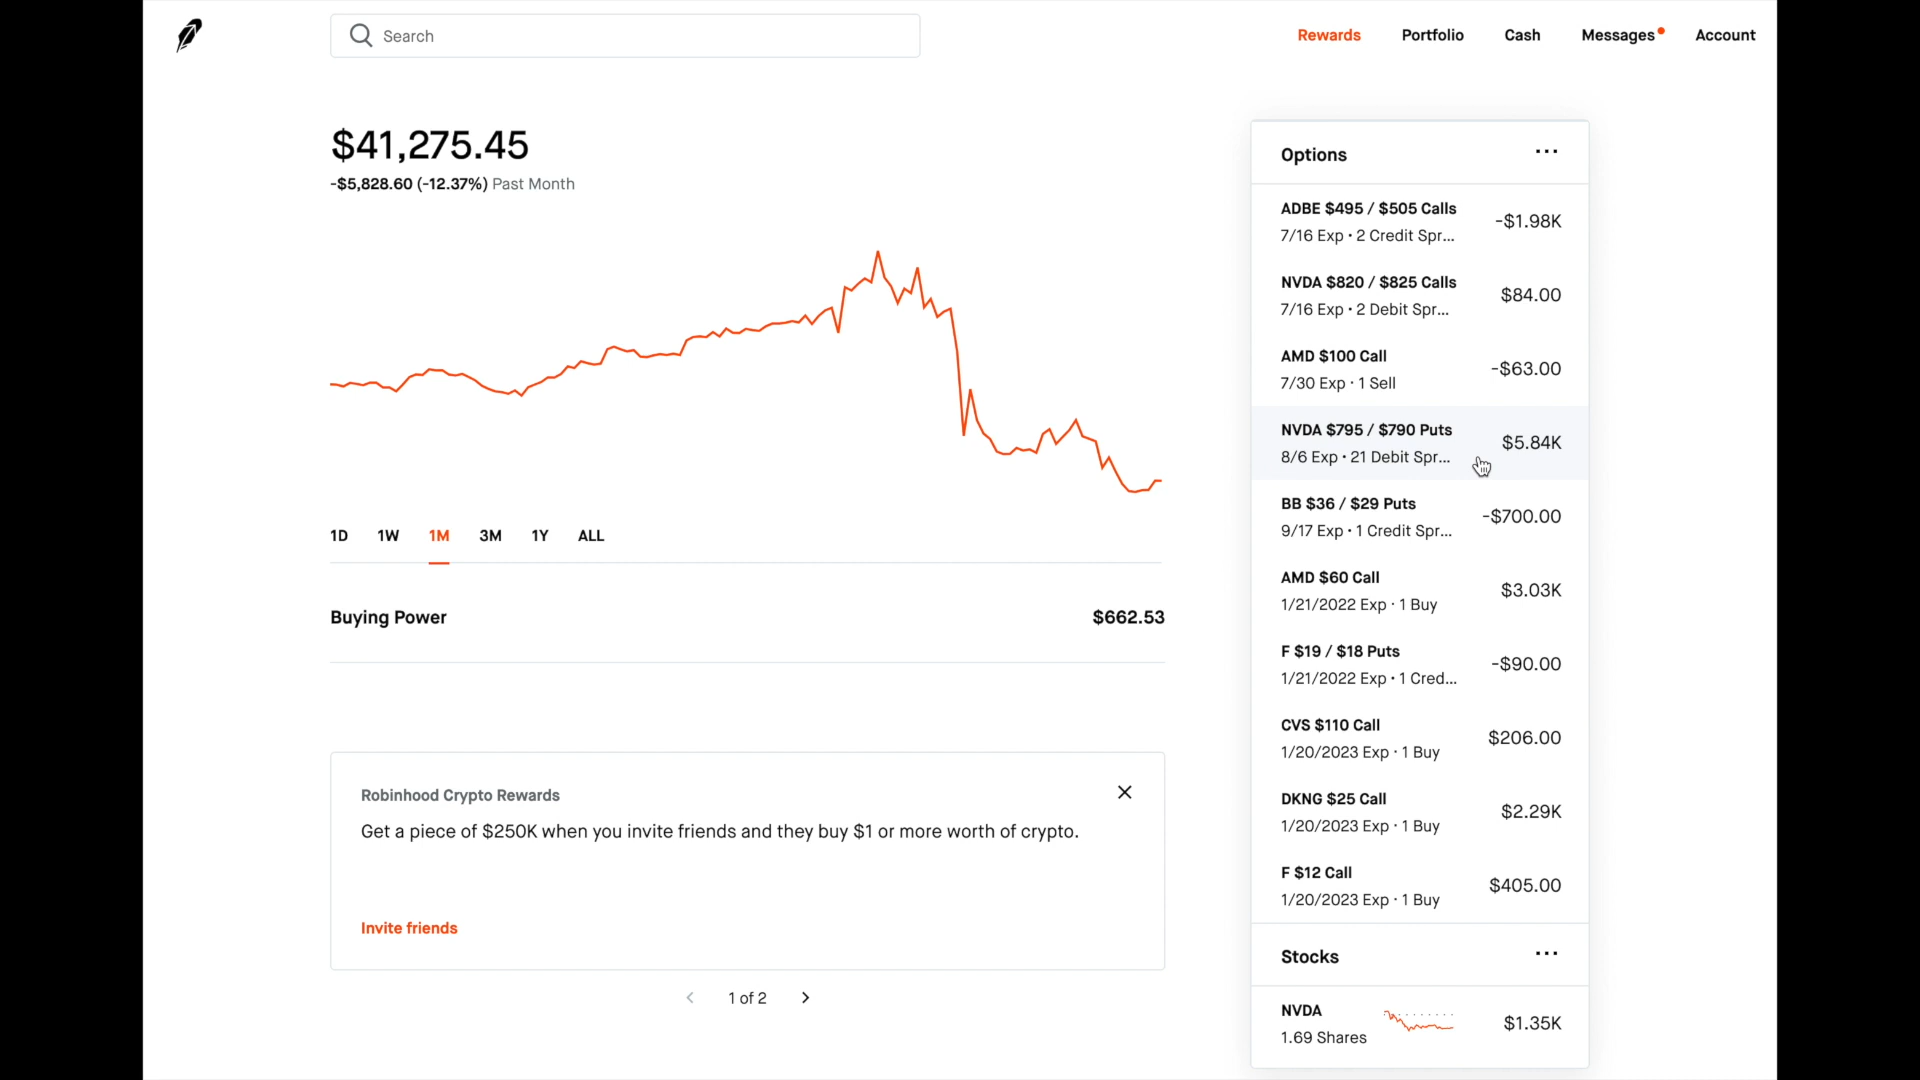 Search
Rewards
Portfolio
Cash
Messages
Account
$41,275.45
-$5,828.60 (-12.37%) Past Month
1D
1W
1M
3M
1Y
ALL
Buying Power
$662.53
Robinhood Crypto Rewards
Get a piece of $250K when you invite friends and they buy $1 or more worth of crypto.
Invite friends
1 of 2
Options
ADBE $495 / $505 Calls
7/16 Exp • 2 Credit Spr...
-$1.98K
NVDA $820 / $825 Calls
7/16 Exp • 2 Debit Spr...
$84.00
AMD $100 Call
7/30 Exp · 1 Sell
-$63.00
NVDA $795 / $790 Puts
8/6 Exp • 21 Debit Spr...
$5.84K
BB $36 / $29 Puts
9/17 Exp • 1 Credit Spr...
-$700.00
AMD $60 Call
1/21/2022 Exp · 1 Buy
$3.03K
F $19 / $18 Puts
1/21/2022 Exp • 1 Cred...
-$90.00
CVS $110 Call
1/20/2023 Exp · 1 Buy
$206.00
DKNG $25 Call
1/20/2023 Exp · 1 Buy
$2.29K
F $12 Call
1/20/2023 Exp · 1 Buy
$405.00
Stocks
NVDA
1.69 Shares
$1.35K